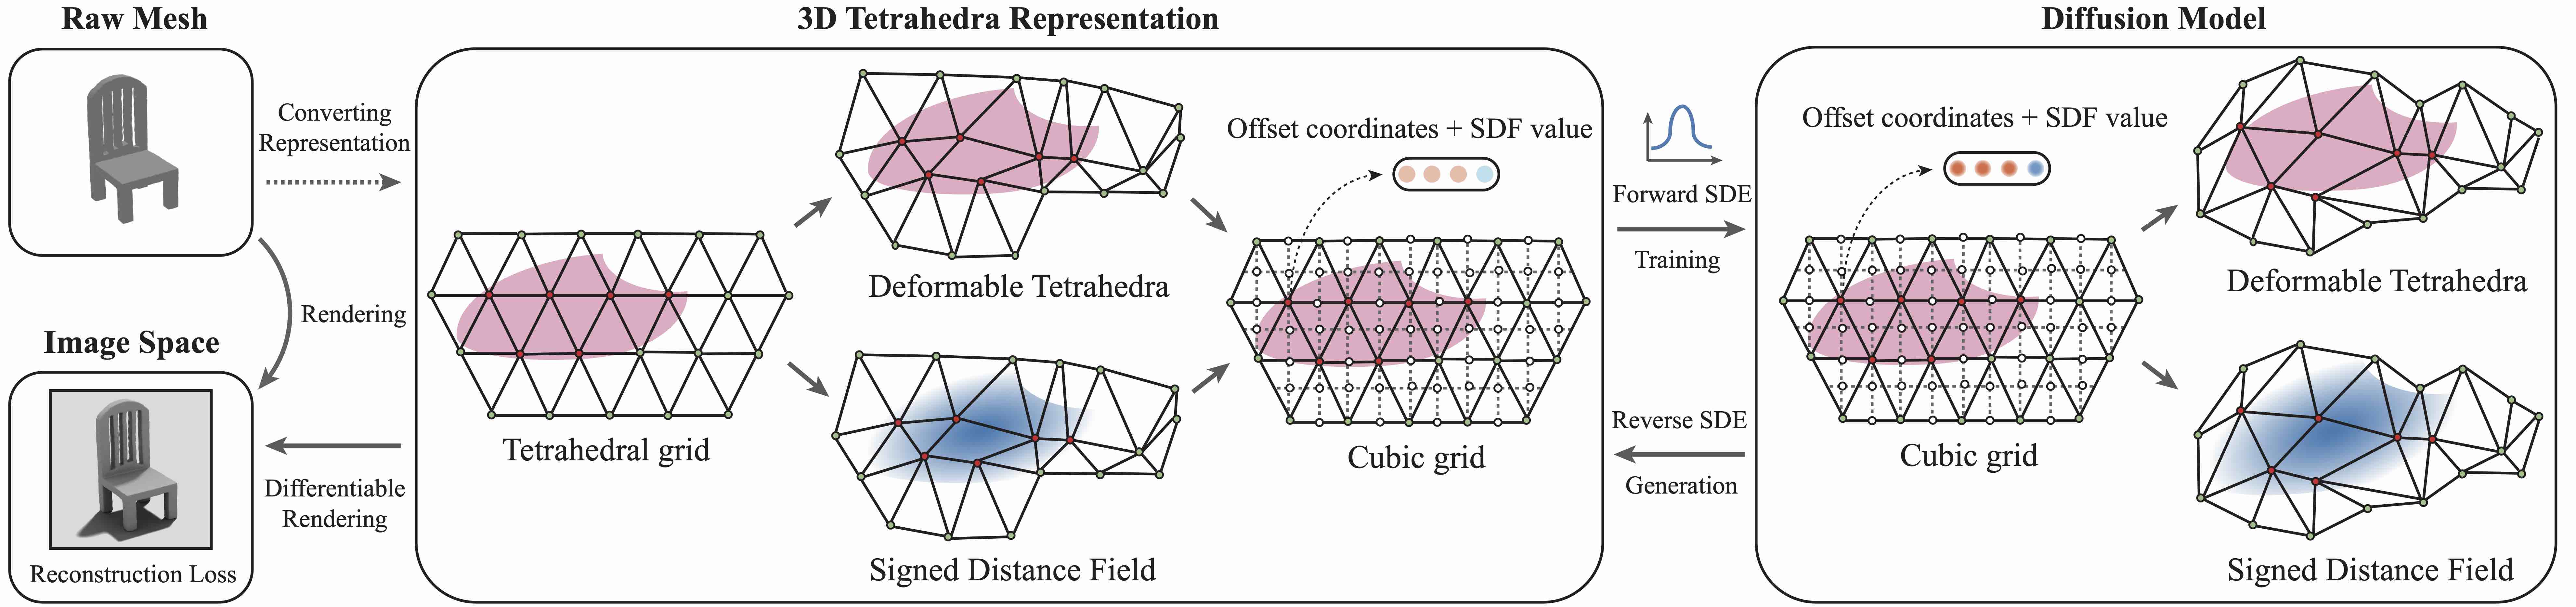 Raw Mesh
3D Tetrahedra Representation
Diffusion Model
Converting
Representation
Rendering
Image Space
Reconstruction Loss
Differentiable
Rendering
Tetrahedral grid
Deformable Tetrahedra
Signed Distance Field
Offset coordinates + SDF value
Cubic grid
Forward SDE
Training
Reverse SDE
Generation
Offset coordinates + SDF value
Cubic grid
Deformable Tetrahedra
Signed Distance Field